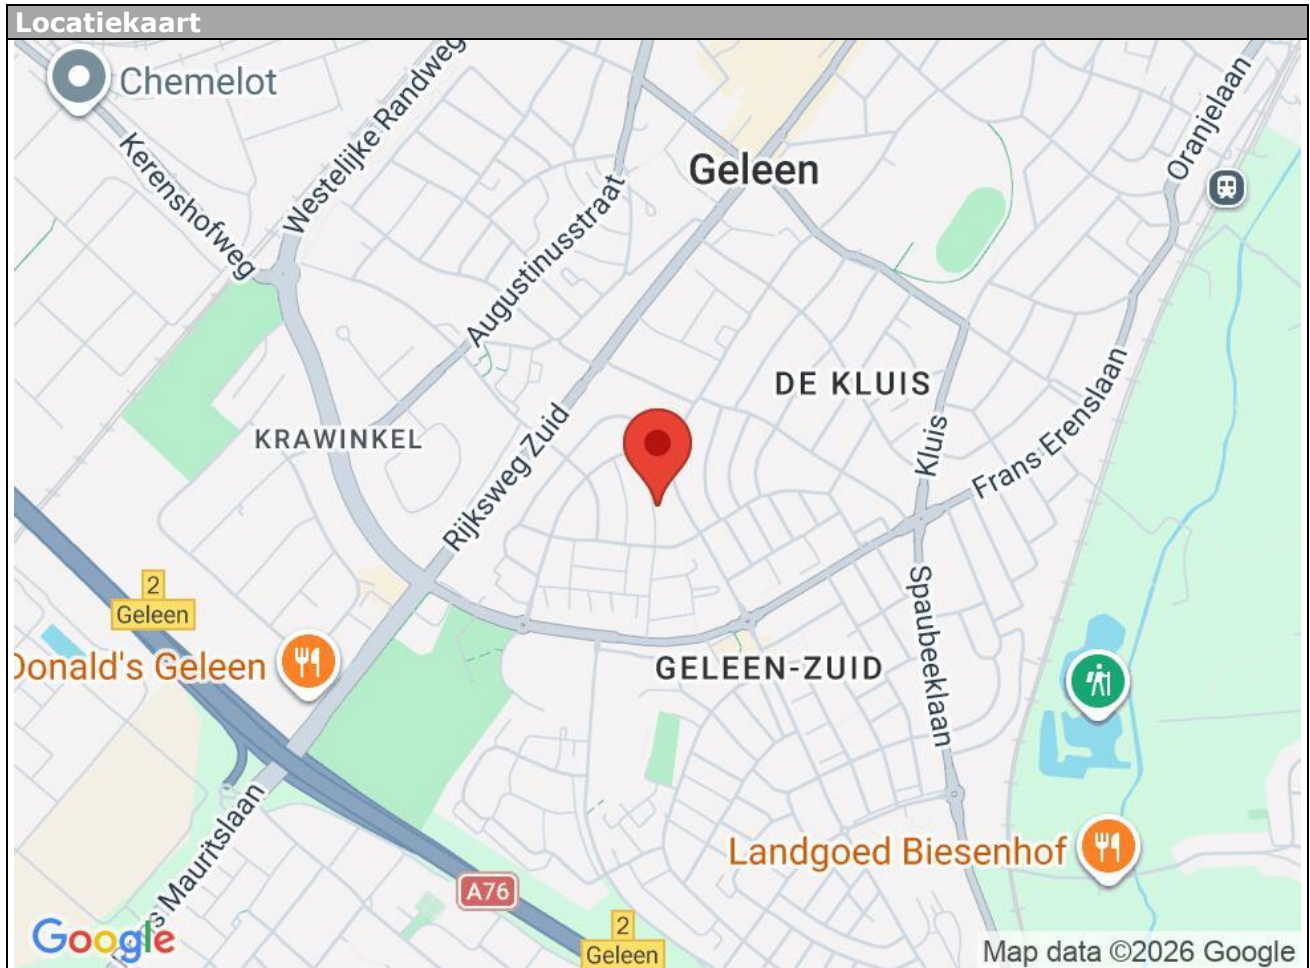 Locatiekaart
Chemelot
Westelijke Randweg
Oranjelaan
Kerenshofweg
Geleen
Augustinusstraat
DE KLUIS
KRAWINKEL
Rijksweg Zuid
Kluis
Frans Erenslaan
2
Geleen
Donald's Geleen
GELEEN-ZUID
Spaubeeklaan
Landgoed Biesenhof
s Mauritslaan
A76
2
Geleen
Google
Map data ©2026 Google